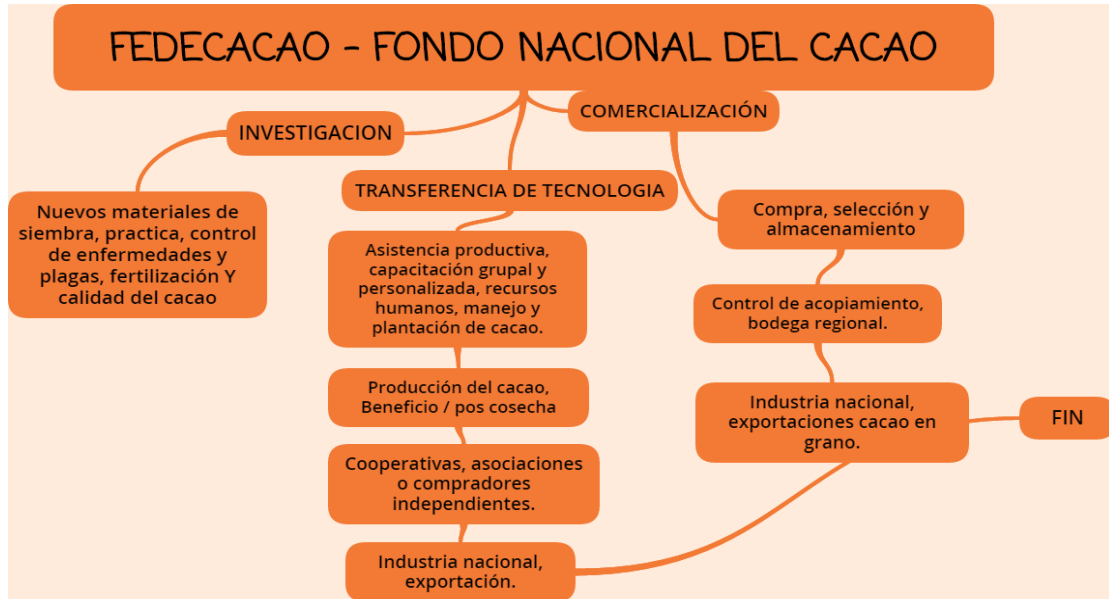 FEDECACAO - FONDO NACIONAL DEL CACAO
INVESTIGACION
Nuevos materiales de
siembra, practica, control
de enfermedades y
plagas, fertilización Y
calidad del cacao
TRANSFERENCIA DE TECNOLOGIA
Asistencia productiva,
capacitación grupal y
personalizada, recursos
humanos, manejo y
plantación de cacao.
Producción del cacao,
Beneficio / pos cosecha
Cooperativas, asociaciones
o compradores
independientes.
Industria nacional,
exportación.
COMERCIALIZACIÓN
Compra, selección y
almacenamiento
Control de acopiamiento,
bodega regional.
Industria nacional,
exportaciones cacao en
grano.
FIN